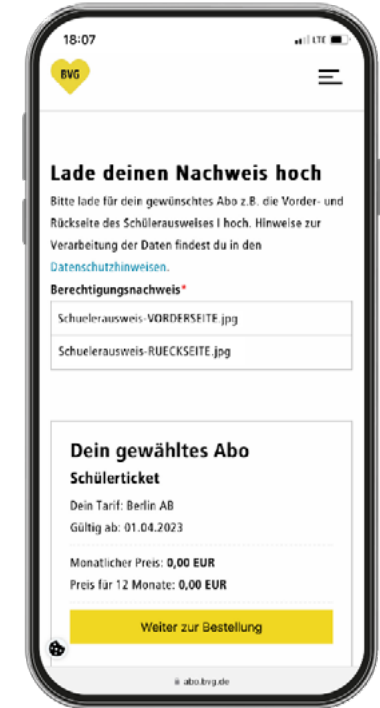 18:07
LTE
BVG
Lade deinen Nachweis hoch
Bitte lade für dein gewünschtes Abo z.B. die Vorder- und
Rückseite des Schülerausweises I hoch. Hinweise zur
Verarbeitung der Daten findest du in den
Datenschutzhinweisen.
Berechtigungsnachweis*
Schuelerausweis-VORDERSEITE.jpg
Schuelerausweis-RUECKSEITE.jpg
Dein gewähltes Abo
Schülerticket
Dein Tarif: Berlin AB
Gültig ab: 01.04.2023
Monatlicher Preis: 0,00 EUR
Preis für 12 Monate: 0,00 EUR
Weiter zur Bestellung
abo.bvg.de